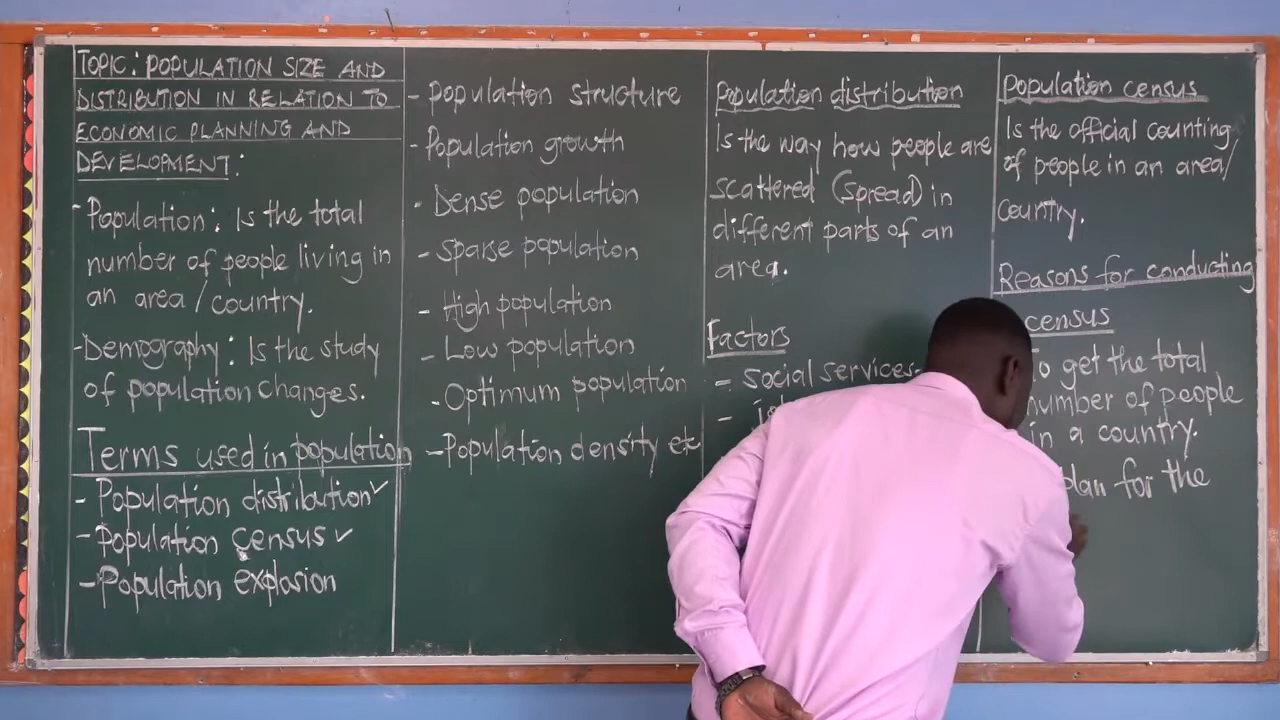 TOPIC: POPULATION SIZE AND
DISTRIBUTION IN RELATION TO
ECONOMIC PLANNING AND
DEVELOPMENT:
- Population: Is the total
number of people living in
an area/country.
- Demography: Is the study
of population changes.
Terms used in population
- Population distribution ✓
- Population census ✓
- Population explosion
- Population structure
- Population growth
- Dense population
- Sparse population
- High population
- Low population
- Optimum population
- Population density etc
Population distribution
Is the way how people are
scattered (spread) in
different parts of an
area.
Factors
- Social services
-
Population census
Is the official counting
of people in an area/
country.
Reasons for conducting
census
to get the total
number of people
in a country.
plan for the